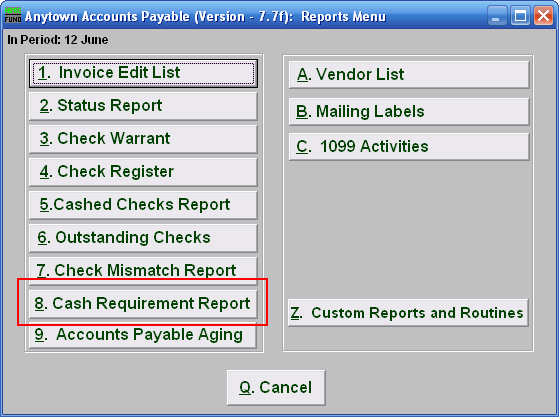 Anytown Accounts Payable (Version - 7.7f): Reports Menu
In Period: 12 June
1. Invoice Edit List
2. Status Report
3. Check Warrant
4. Check Register
5.Cashed Checks Report
6. Outstanding Checks
7. Check Mismatch Report
8. Cash Requirement Report
9. Accounts Payable Aging
A. Vendor List
B. Mailing Labels
C. 1099 Activities
Z. Custom Reports and Routines
Q. Cancel